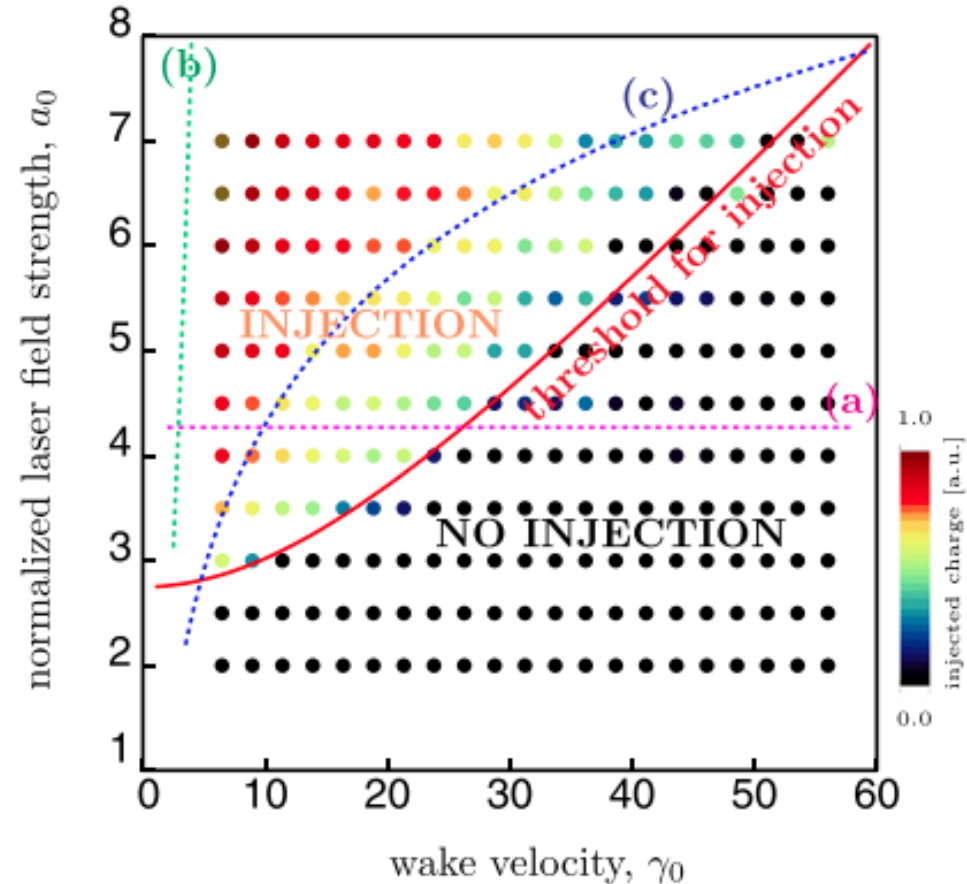 8
(b)
(c)
7
6
INJECTION
5
threshold for injection
(a)
4
NO INJECTION
3
2
1
normalized laser field strength, a₀
0 10 20 30 40 50 60
wake velocity, γ₀
1.0
injected charge [a.u.]
0.0